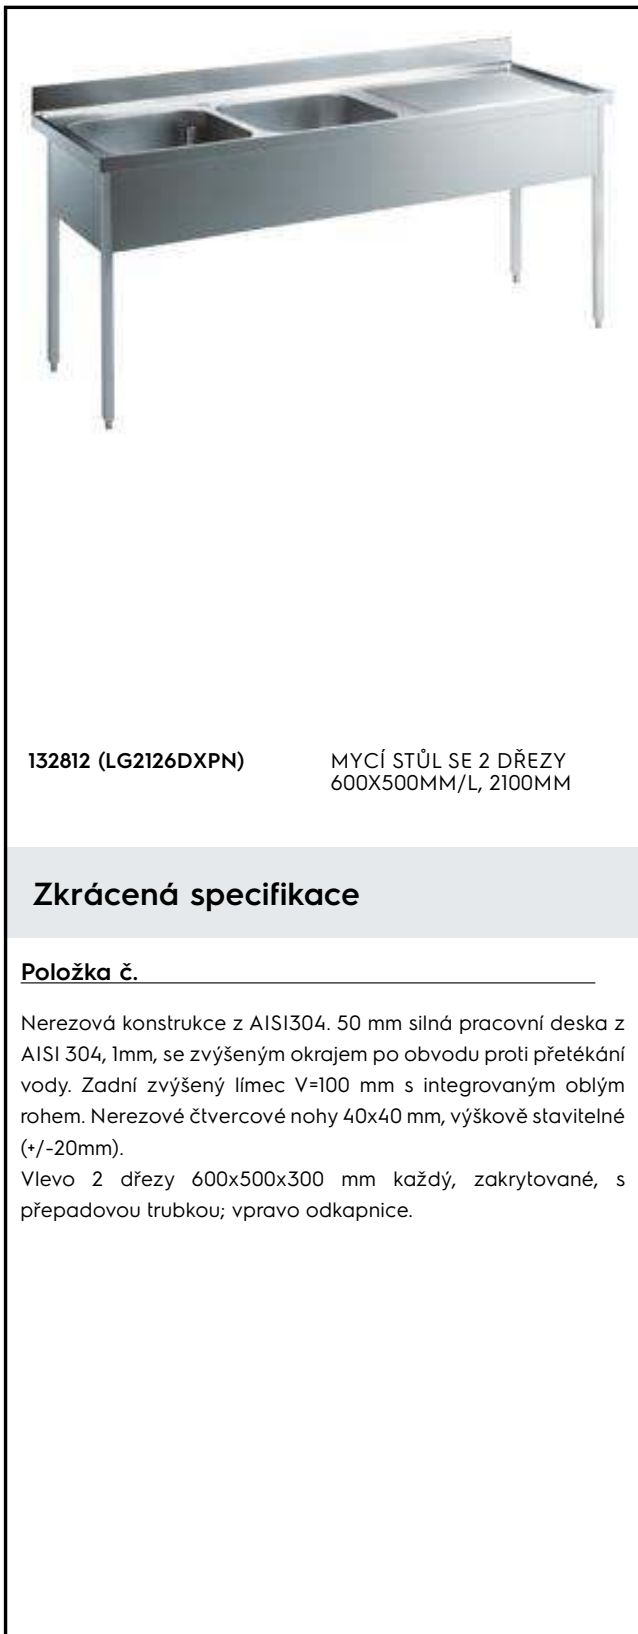 132812 (LG2126DXPN) MYCÍ STŮL SE 2 DŘEZY
600X500MM/L, 2100MM
Zkrácená specifikace
Položka č.
Nerezová konstrukce z AISI304. 50 mm silná pracovní deska z
AISI 304, 1mm, se zvýšeným okrajem po obvodu proti přetékání
vody. Zadní zvýšený límec V=100 mm s integrovaným oblým
rohem. Nerezové čtvercové nohy 40x40 mm, výškově stavitelné
(+/-20mm).
Vlevo 2 dřezy 600x500x300 mm každý, zakrytované, s
přepadovou trubkou; vpravo odkapnice.